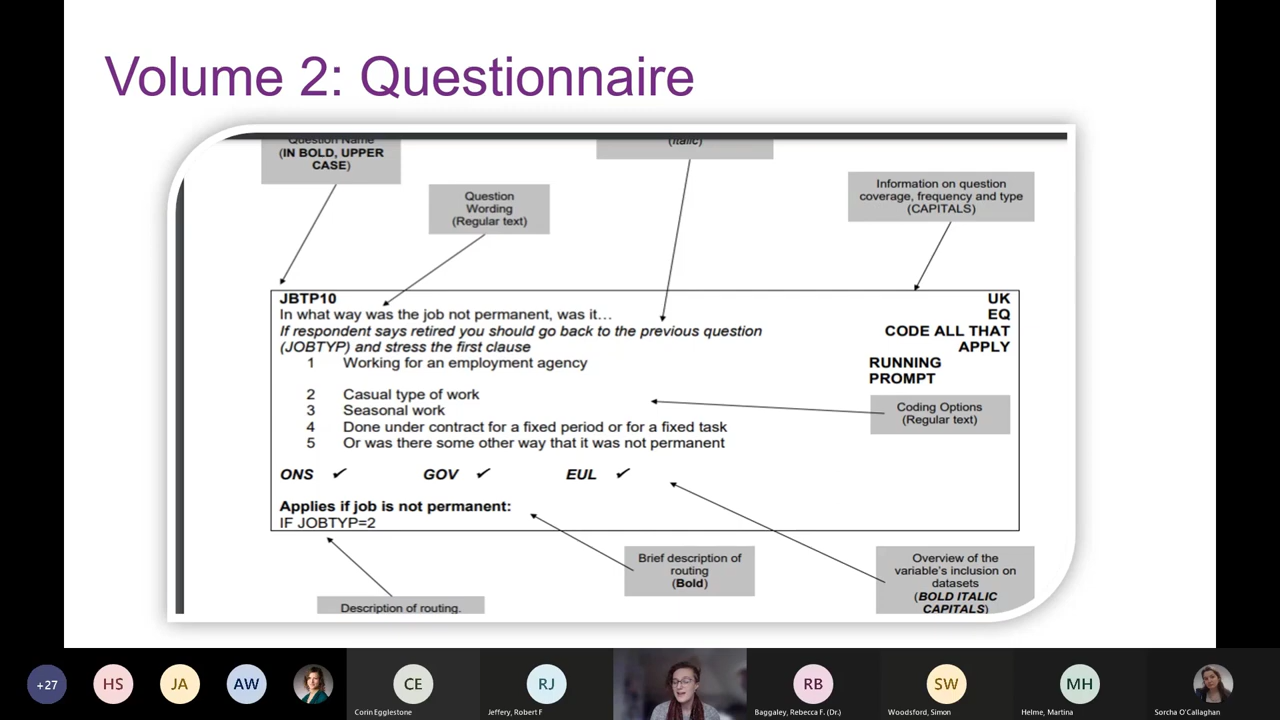 Volume 2: Questionnaire
Question Name
(IN BOLD, UPPER
CASE)
(Italic)
Question
Wording
(Regular text)
Information on question
coverage, frequency and type
(CAPITALS)
JBTP10
UK
In what way was the job not permanent, was it…
EQ
If respondent says retired you should go back to the previous question
CODE ALL THAT
(JOBTYP) and stress the first clause
APPLY
1 Working for an employment agency
RUNNING
PROMPT
2 Casual type of work
3 Seasonal work
4 Done under contract for a fixed period or for a fixed task
5 Or was there some other way that it was not permanent
Coding Options
(Regular text)
ONS ✓ GOV ✓ EUL ✓
Applies if job is not permanent:
IF JOBTYP=2
Brief description of
routing
(Bold)
Overview of the
variable's inclusion on
datasets
(BOLD ITALIC
CAPITALS)
Description of routing.
+27
HS
JA
AW
CE
Corin Egglestone
RJ
Jeffery, Robert F
RB
Baggaley, Rebecca F. (Dr.)
SW
Woodsford, Simon
MH
Helme, Martina
Sorcha O'Callaghan